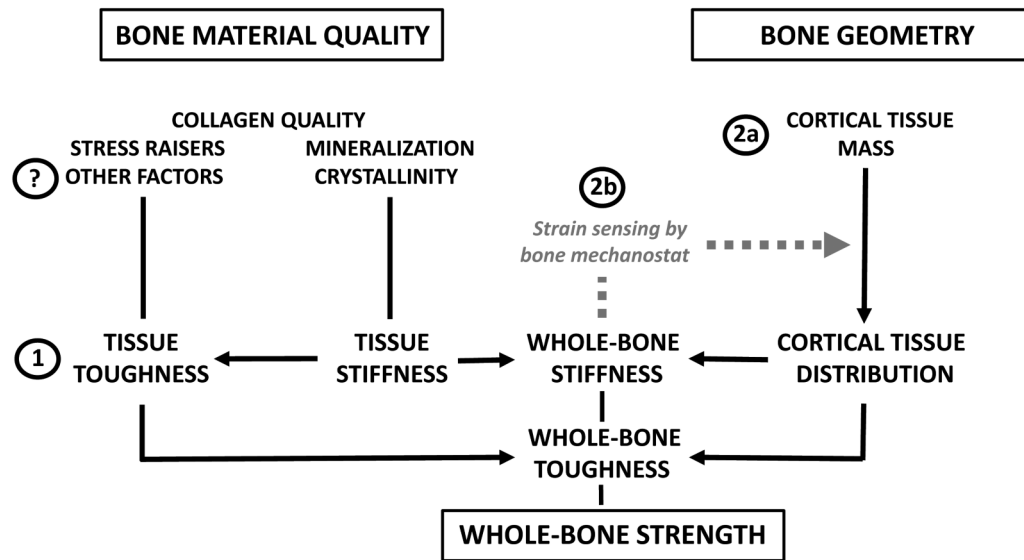 BONE MATERIAL QUALITY
BONE GEOMETRY
COLLAGEN QUALITY
STRESS RAISERS
OTHER FACTORS
MINERALIZATION
CRYSTALLINITY
?
2a
CORTICAL TISSUE
MASS
2b
Strain sensing by
bone mechanostat
1
TISSUE
TOUGHNESS
TISSUE
STIFFNESS
WHOLE-BONE
STIFFNESS
CORTICAL TISSUE
DISTRIBUTION
WHOLE-BONE
TOUGHNESS
WHOLE-BONE STRENGTH